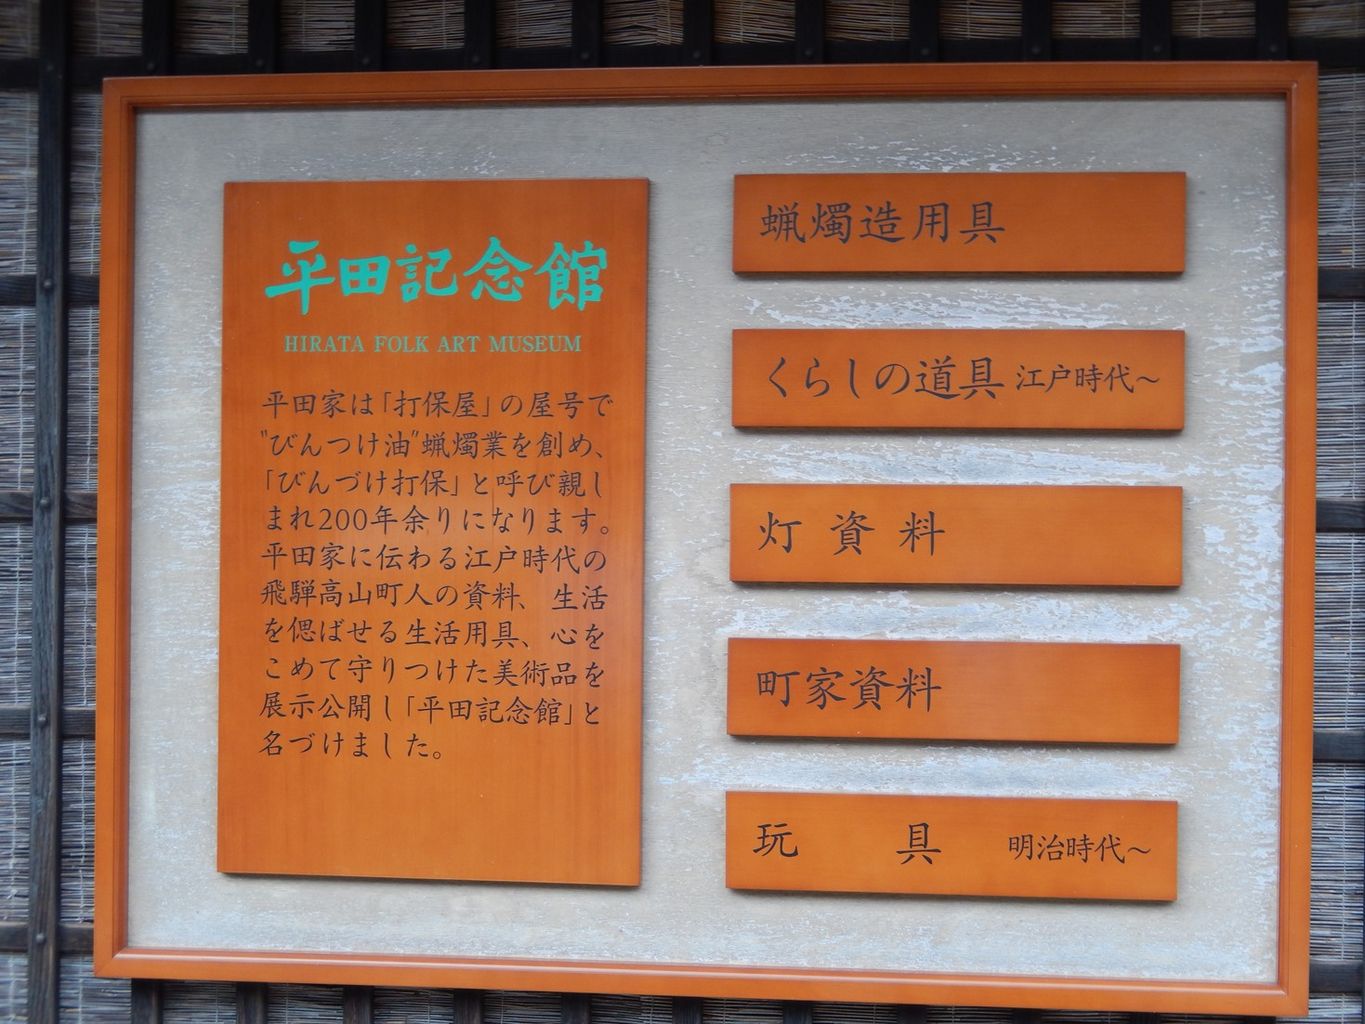 平田記念館
HIRATA FOLK ART MUSEUM
平田家は「打保屋」の屋号で
"びんつけ油"蝋燭業を創め、
「びんづけ打保」と呼び親し
まれ200年余りになります。
平田家に伝わる江戸時代の
飛騨高山町人の資料、生活
を偲ばせる生活用具、心を
こめて守りつけた美術品を
展示公開し「平田記念館」と
名づけました。
蝋燭造用具
くらしの道具 江戸時代~
灯資料
町家資料
玩具 明治時代~